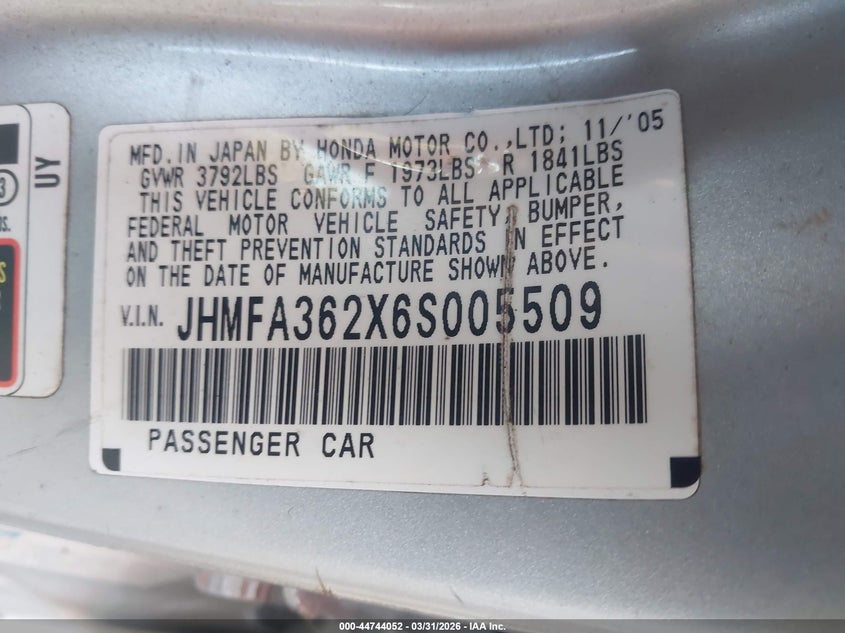 3
UY
IS.
S
MFD. IN JAPAN BY HONDA MOTOR CO.,LTD; 11/'05
GVWR 3792LBS GAWR F 1973LBS R 1841LBS
THIS VEHICLE CONFORMS TO ALL APPLICABLE
FEDERAL MOTOR VEHICLE SAFETY, BUMPER,
AND THEFT PREVENTION STANDARDS IN EFFECT
ON THE DATE OF MANUFACTURE SHOWN ABOVE.
V.I.N. JHMFA362X6S005509
PASSENGER CAR
000-44744052 - 03/31/2026 - IAA Inc.